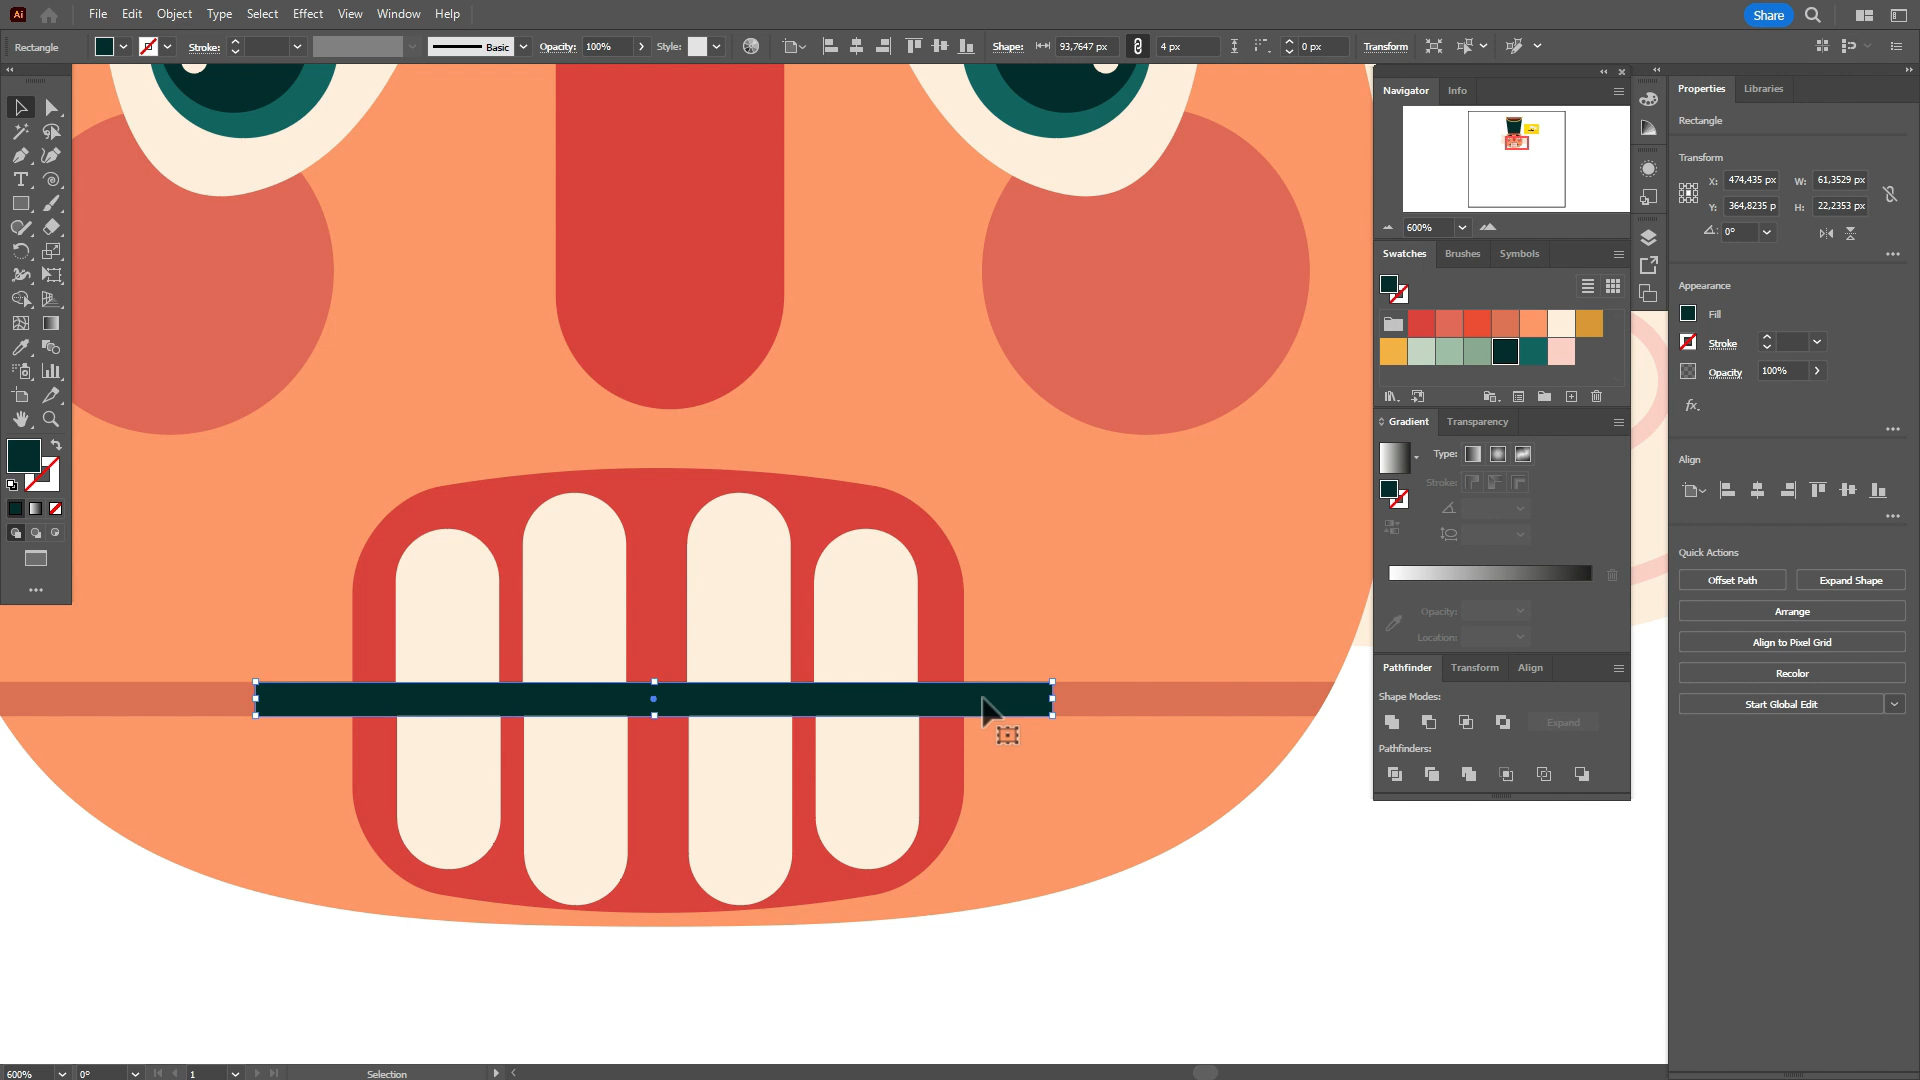 Ai File Edit Object Type Select Effect View Window Help Share
Rectangle Stroke: Basic Opacity: 100% Style: Shape: 93,7647 px 4 px 0 px Transform
Navigator Info
600%
Swatches Brushes Symbols
Gradient Transparency
Type:
Stroke:
Opacity:
Location:
Pathfinder Transform Align
Shape Modes:
Expand
Pathfinders:
Properties Libraries
Rectangle
Transform
X: 474,435 px W: 61,3529 px
Y: 364,8235 p H: 22,2353 px
0°
Appearance
Fill
Stroke
Opacity 100%
fx.
Align
Quick Actions
Offset Path Expand Shape
Arrange
Align to Pixel Grid
Recolor
Start Global Edit
600% 0° 1 Selection